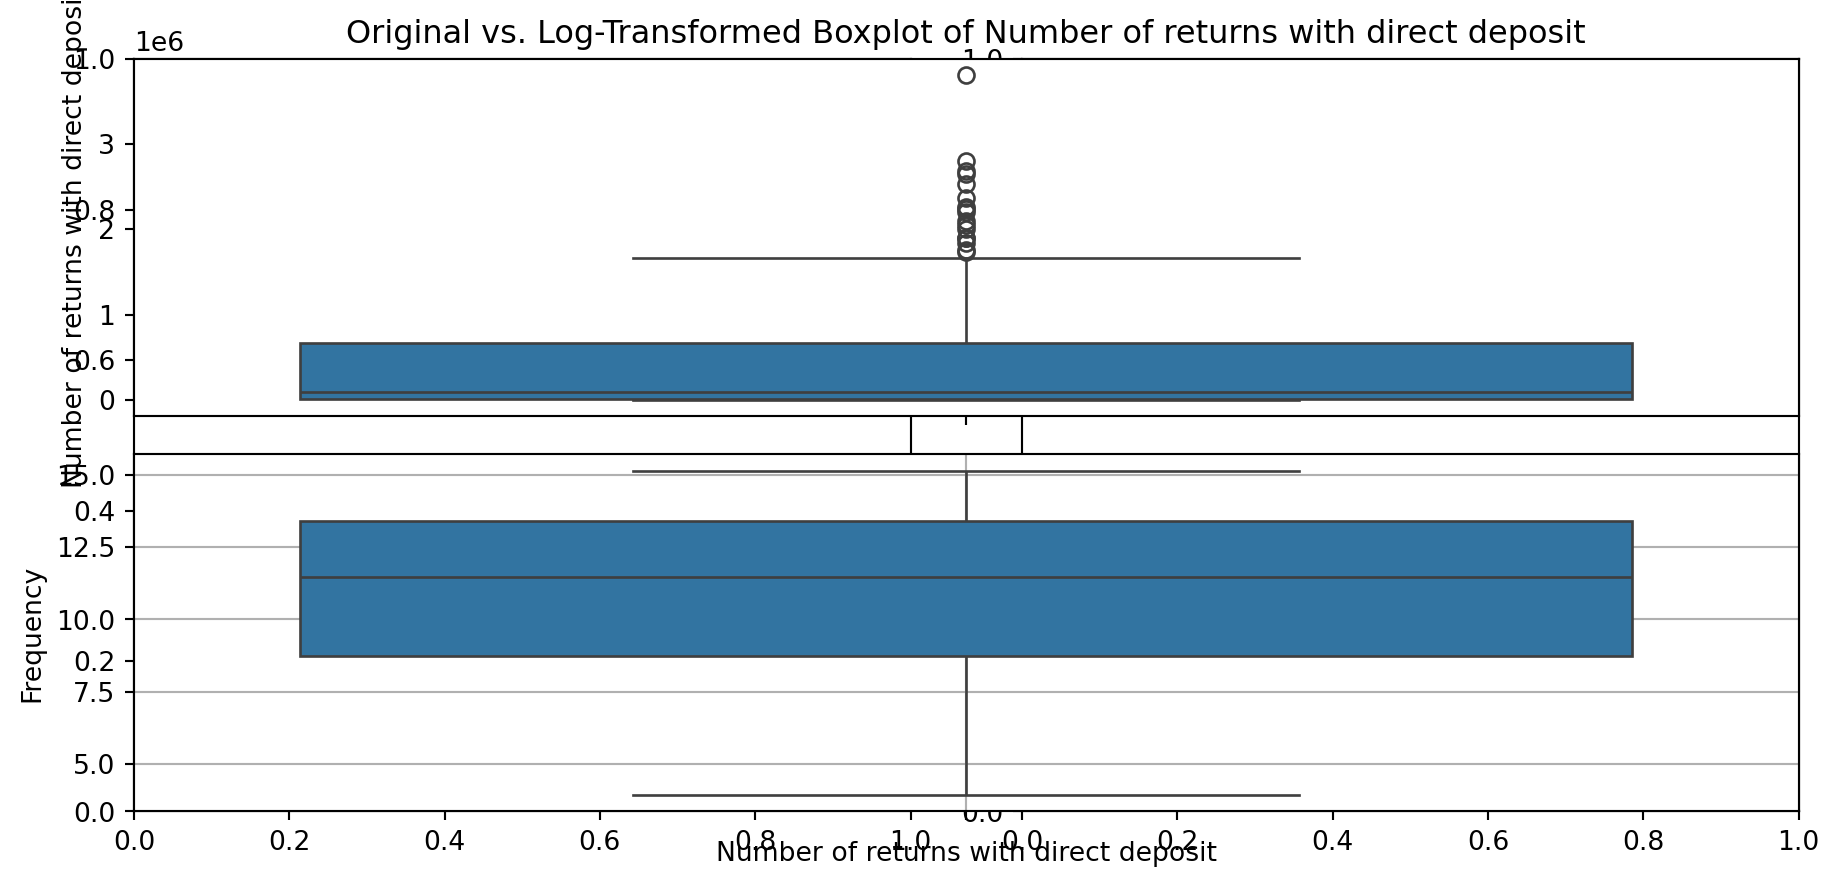 Original vs. Log-Transformed Boxplot of Number of returns with direct deposit
1e6
1.0
1.0
3
0.8
2
1
0.6
0
Number of returns with direct deposi
15.0
0.4
12.5
10.0
0.2
7.5
5.0
0.0
0.0
Frequency
0.0 0.2 0.4 0.6 0.8 1.0 0.0 0.2 0.4 0.6 0.8 1.0
Number of returns with direct deposit